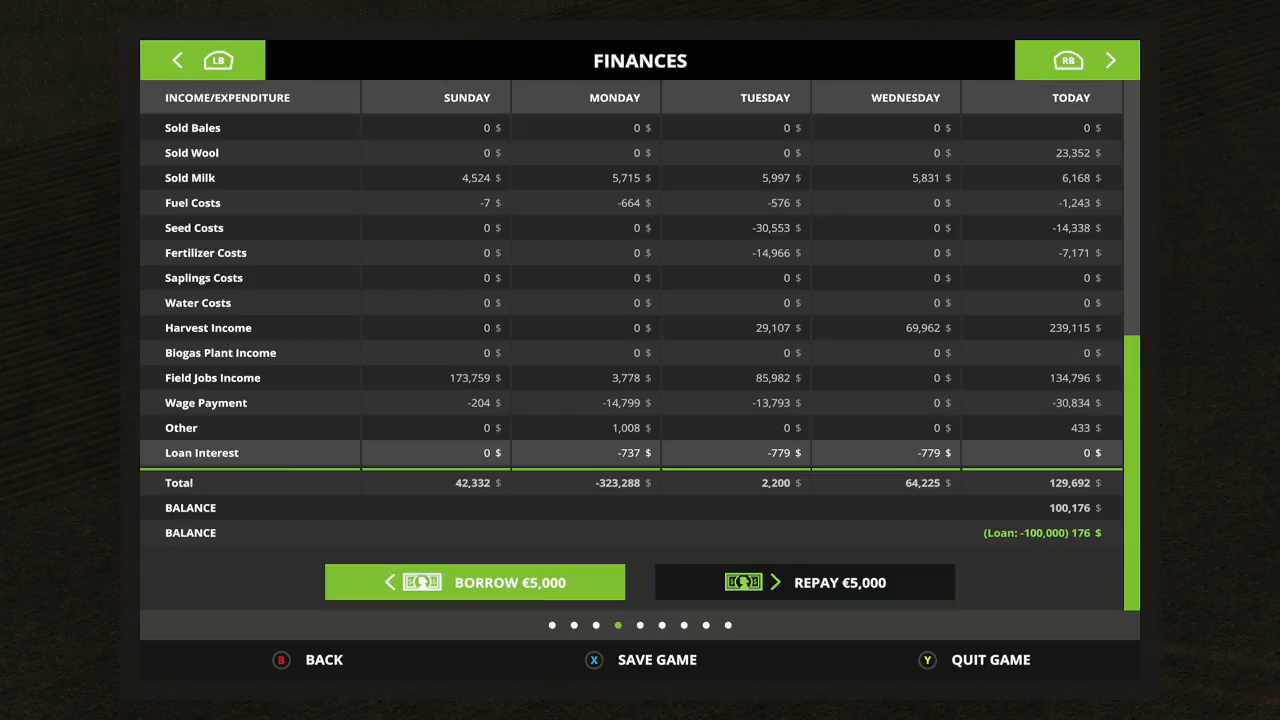 LB FINANCES RB
INCOME/EXPENDITURE SUNDAY MONDAY TUESDAY WEDNESDAY TODAY
Sold Bales 0 $ 0 $ 0 $ 0 $ 0 $
Sold Wool 0 $ 0 $ 0 $ 0 $ 23,352 $
Sold Milk 4,524 $ 5,715 $ 5,997 $ 5,831 $ 6,168 $
Fuel Costs -7 $ -664 $ -576 $ 0 $ -1,243 $
Seed Costs 0 $ 0 $ -30,553 $ 0 $ -14,338 $
Fertilizer Costs 0 $ 0 $ -14,966 $ 0 $ -7,171 $
Saplings Costs 0 $ 0 $ 0 $ 0 $ 0 $
Water Costs 0 $ 0 $ 0 $ 0 $ 0 $
Harvest Income 0 $ 0 $ 29,107 $ 69,962 $ 239,115 $
Biogas Plant Income 0 $ 0 $ 0 $ 0 $ 0 $
Field Jobs Income 173,759 $ 3,778 $ 85,982 $ 0 $ 134,796 $
Wage Payment -204 $ -14,799 $ -13,793 $ 0 $ -30,834 $
Other 0 $ 1,008 $ 0 $ 0 $ 433 $
Loan Interest 0 $ -737 $ -779 $ -779 $ 0 $
Total 42,332 $ -323,288 $ 2,200 $ 64,225 $ 129,692 $
BALANCE 100,176 $
BALANCE (Loan: -100,000) 176 $
BORROW €5,000 REPAY €5,000
B BACK X SAVE GAME Y QUIT GAME